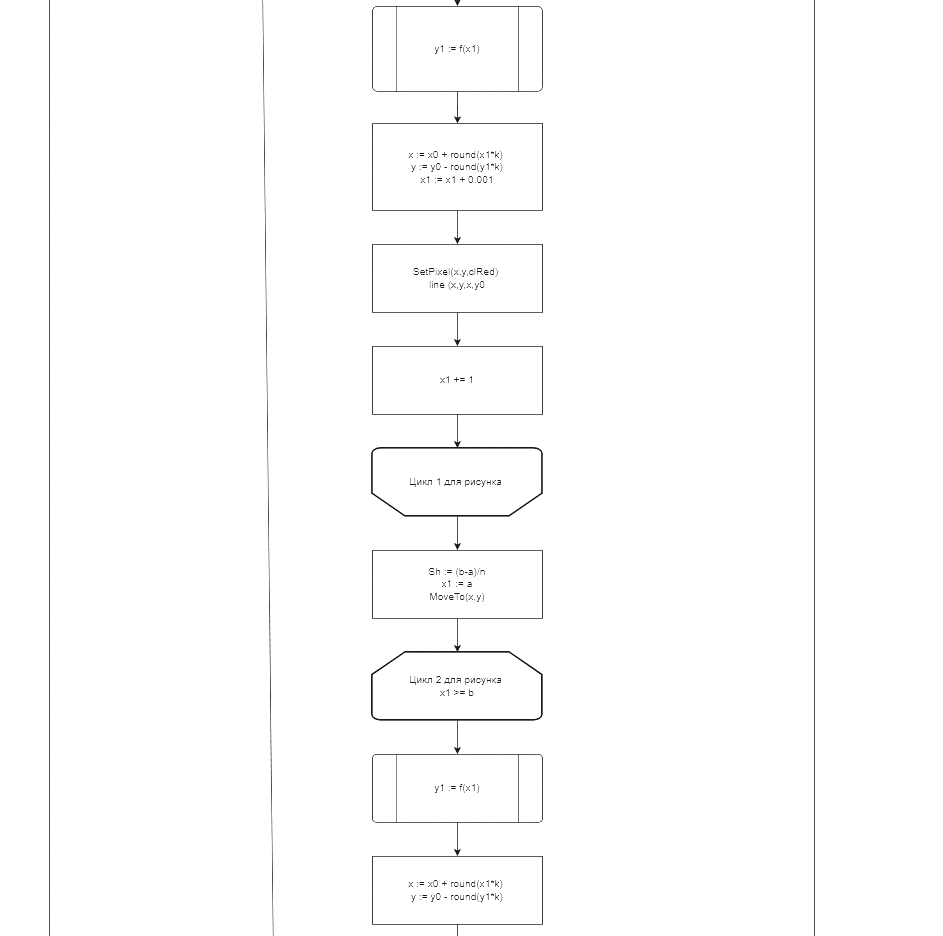 y1 := f(x1)
x := x0 + round(x1*k)
y := y0 - round(y1*k)
x1 := x1 + 0.001
SetPixel(x,y,clRed)
line (x,y,x,y0
x1 += 1
Цикл 1 для рисунка
Sh := (b-a)/n
x1 := a
MoveTo(x,y)
Цикл 2 для рисунка
x1 >= b
y1 := f(x1)
x := x0 + round(x1*k)
y := y0 - round(y1*k)